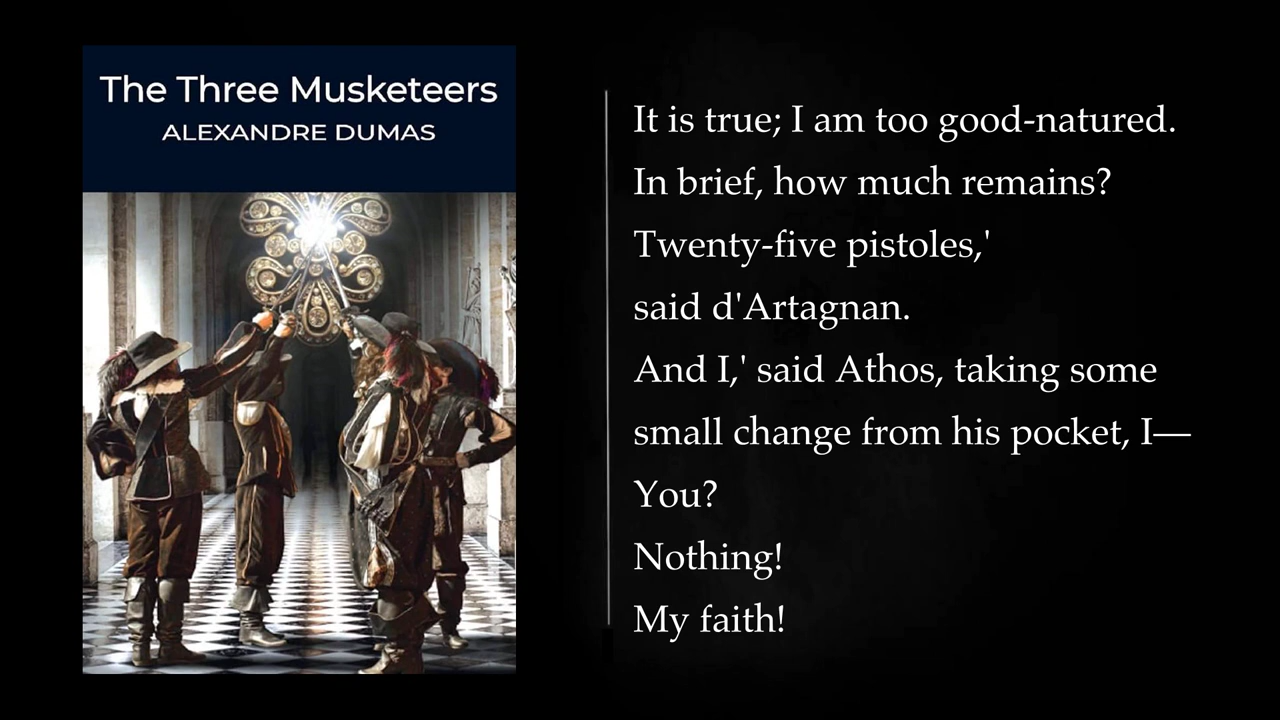 The Three Musketeers
ALEXANDRE DUMAS
It is true; I am too good-natured.
In brief, how much remains?
Twenty-five pistoles,'
said d'Artagnan.
And I,' said Athos, taking some
small change from his pocket, I—
You?
Nothing!
My faith!